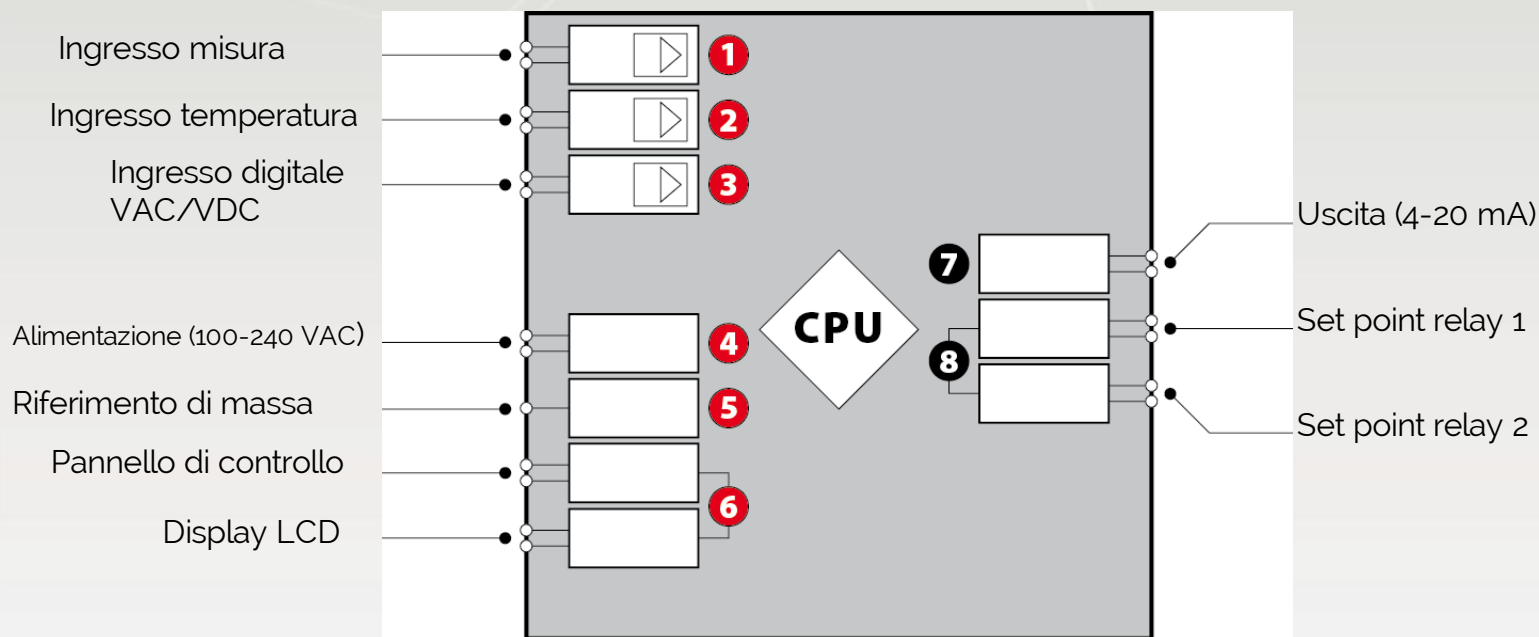 Ingresso misura
1
Ingresso temperatura
2
Ingresso digitale
VAC/VDC
3
Alimentazione (100-240 VAC)
4
Riferimento di massa
5
Pannello di controllo
6
Display LCD
CPU
7
Uscita (4-20 mA)
8
Set point relay 1
Set point relay 2